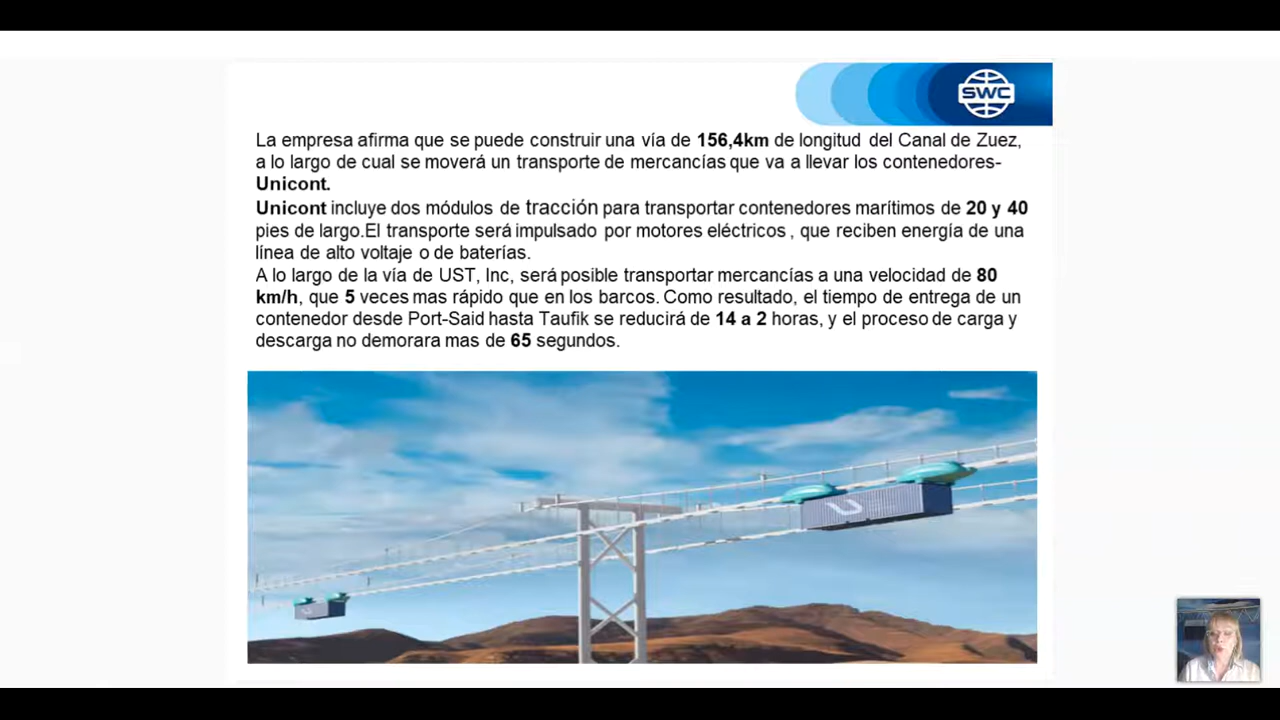 SWC
La empresa afirma que se puede construir una vía de 156,4km de longitud del Canal de Zuez,
a lo largo de cual se moverá un transporte de mercancías que va a llevar los contenedores-
Unicont.
Unicont incluye dos módulos de tracción para transportar contenedores marítimos de 20 y 40
pies de largo.El transporte será impulsado por motores eléctricos , que reciben energía de una
línea de alto voltaje o de baterías.
A lo largo de la vía de UST, Inc, será posible transportar mercancías a una velocidad de 80
km/h, que 5 veces mas rápido que en los barcos. Como resultado, el tiempo de entrega de un
contenedor desde Port-Said hasta Taufik se reducirá de 14 a 2 horas, y el proceso de carga y
descarga no demorara mas de 65 segundos.